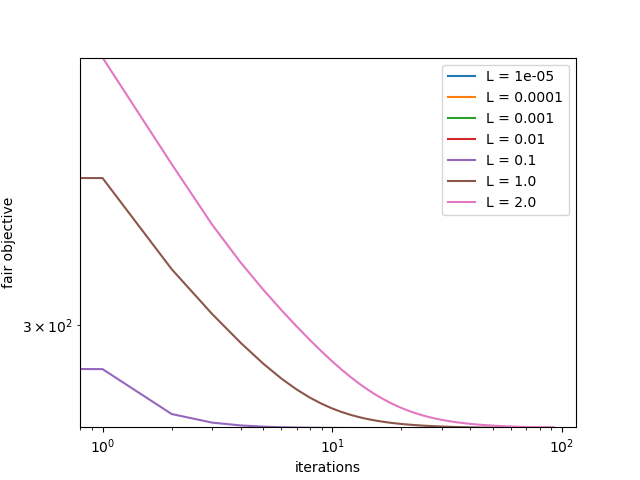 L = 1e-05
L = 0.0001
L = 0.001
L = 0.01
L = 0.1
L = 1.0
L = 2.0
fair objective
3 × 10²
10⁰ 10¹ 10²
iterations